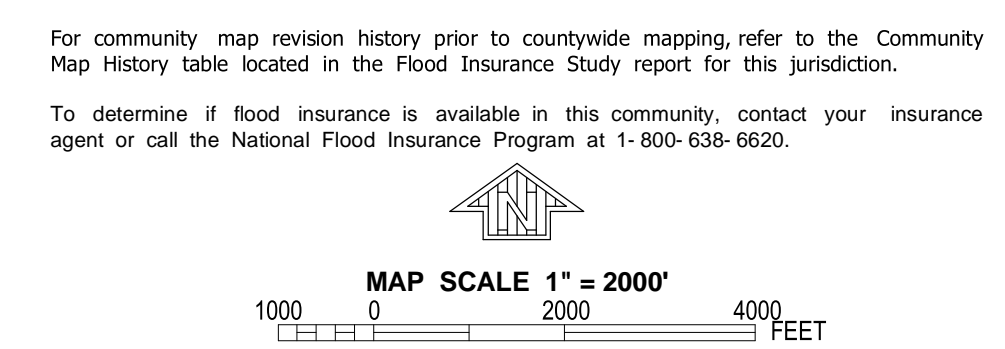 For community map revision history prior to countywide mapping, refer to the Community
Map History table located in the Flood Insurance Study report for this jurisdiction.
To determine if flood insurance is available in this community, contact your insurance
agent or call the National Flood Insurance Program at 1- 800- 638- 6620.
N
MAP SCALE 1" = 2000'
1000 0 2000 4000
FEET